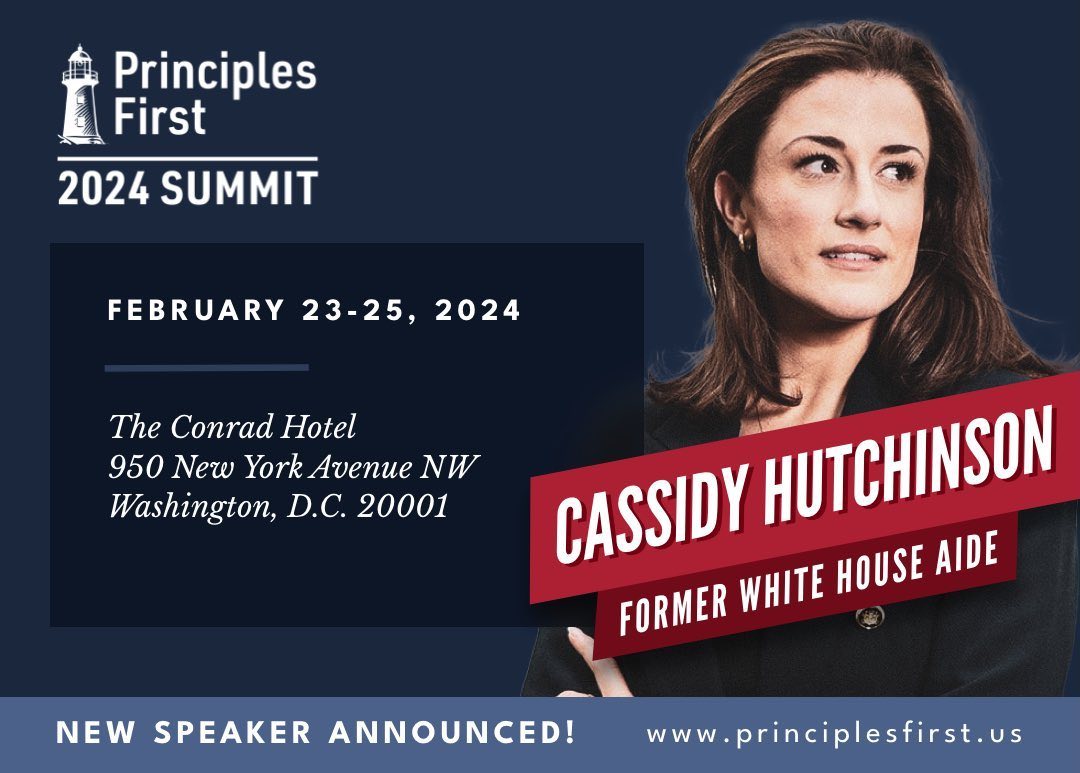 Principles
First
2024 SUMMIT
FEBRUARY 23-25, 2024
The Conrad Hotel
950 New York Avenue NW
Washington, D.C. 20001
CASSIDY HUTCHINSON
FORMER WHITE HOUSE AIDE
NEW SPEAKER ANNOUNCED!
www.principlesfirst.us